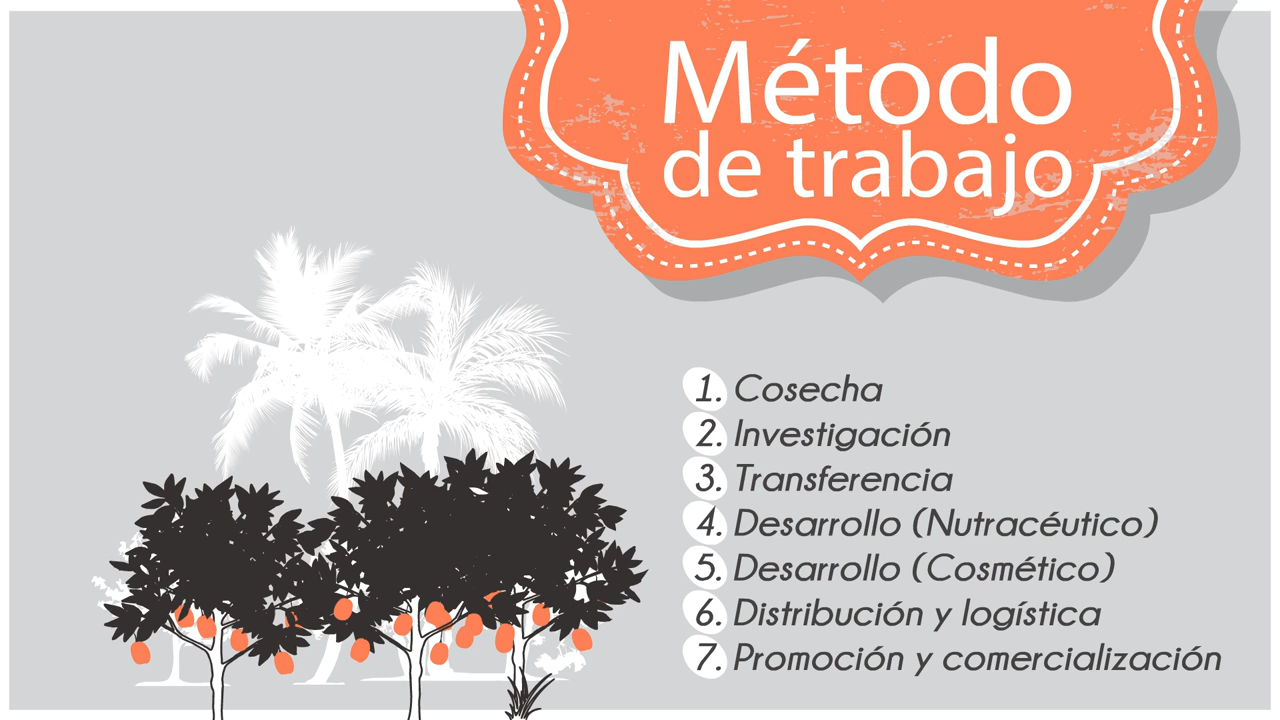 Método
de trabajo
1. Cosecha
2. Investigación
3. Transferencia
4. Desarrollo (Nutracéutico)
5. Desarrollo (Cosmético)
6. Distribución y logística
7. Promoción y comercialización